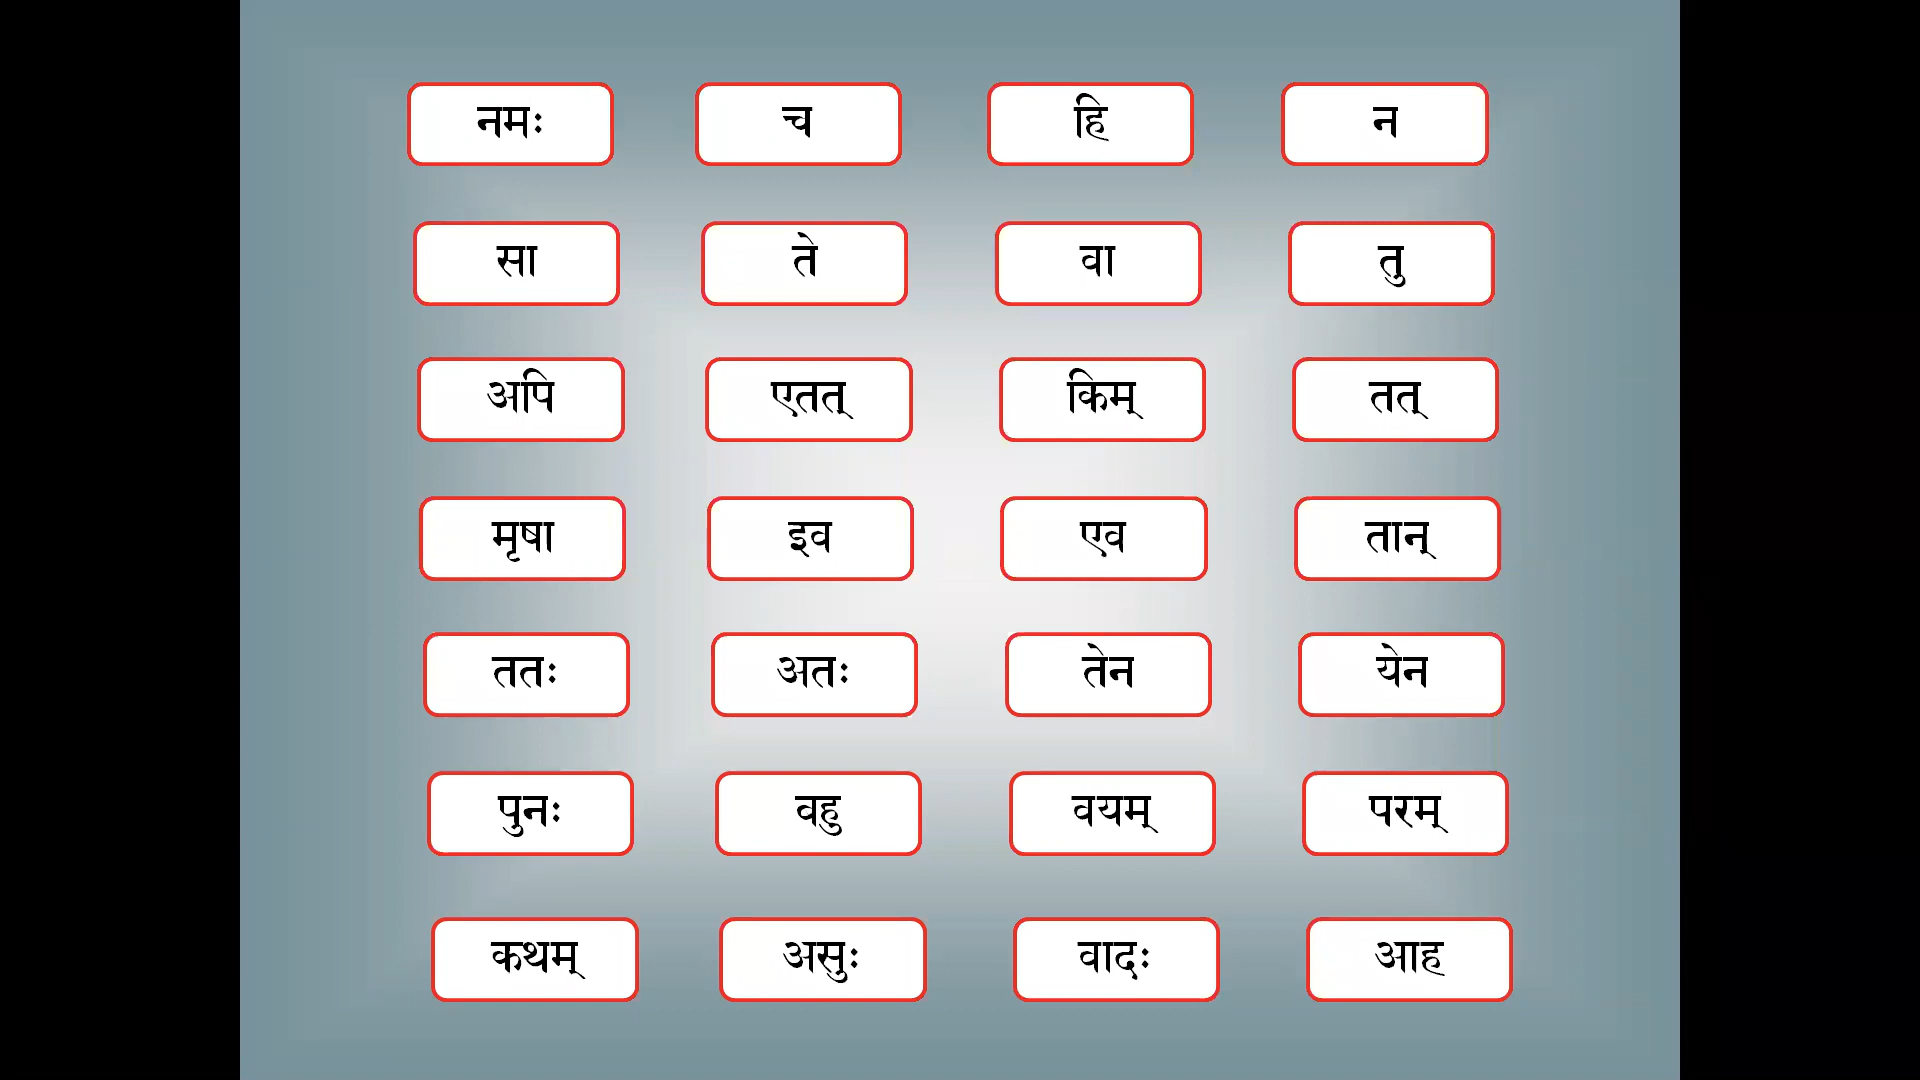 नमः च हि न
सा ते वा तु
अपि एतत् किम् तत्
मृषा इव एव तान्
ततः अतः तेन येन
पुनः वहु वयम् परम्
कथम् असुः वादः आह